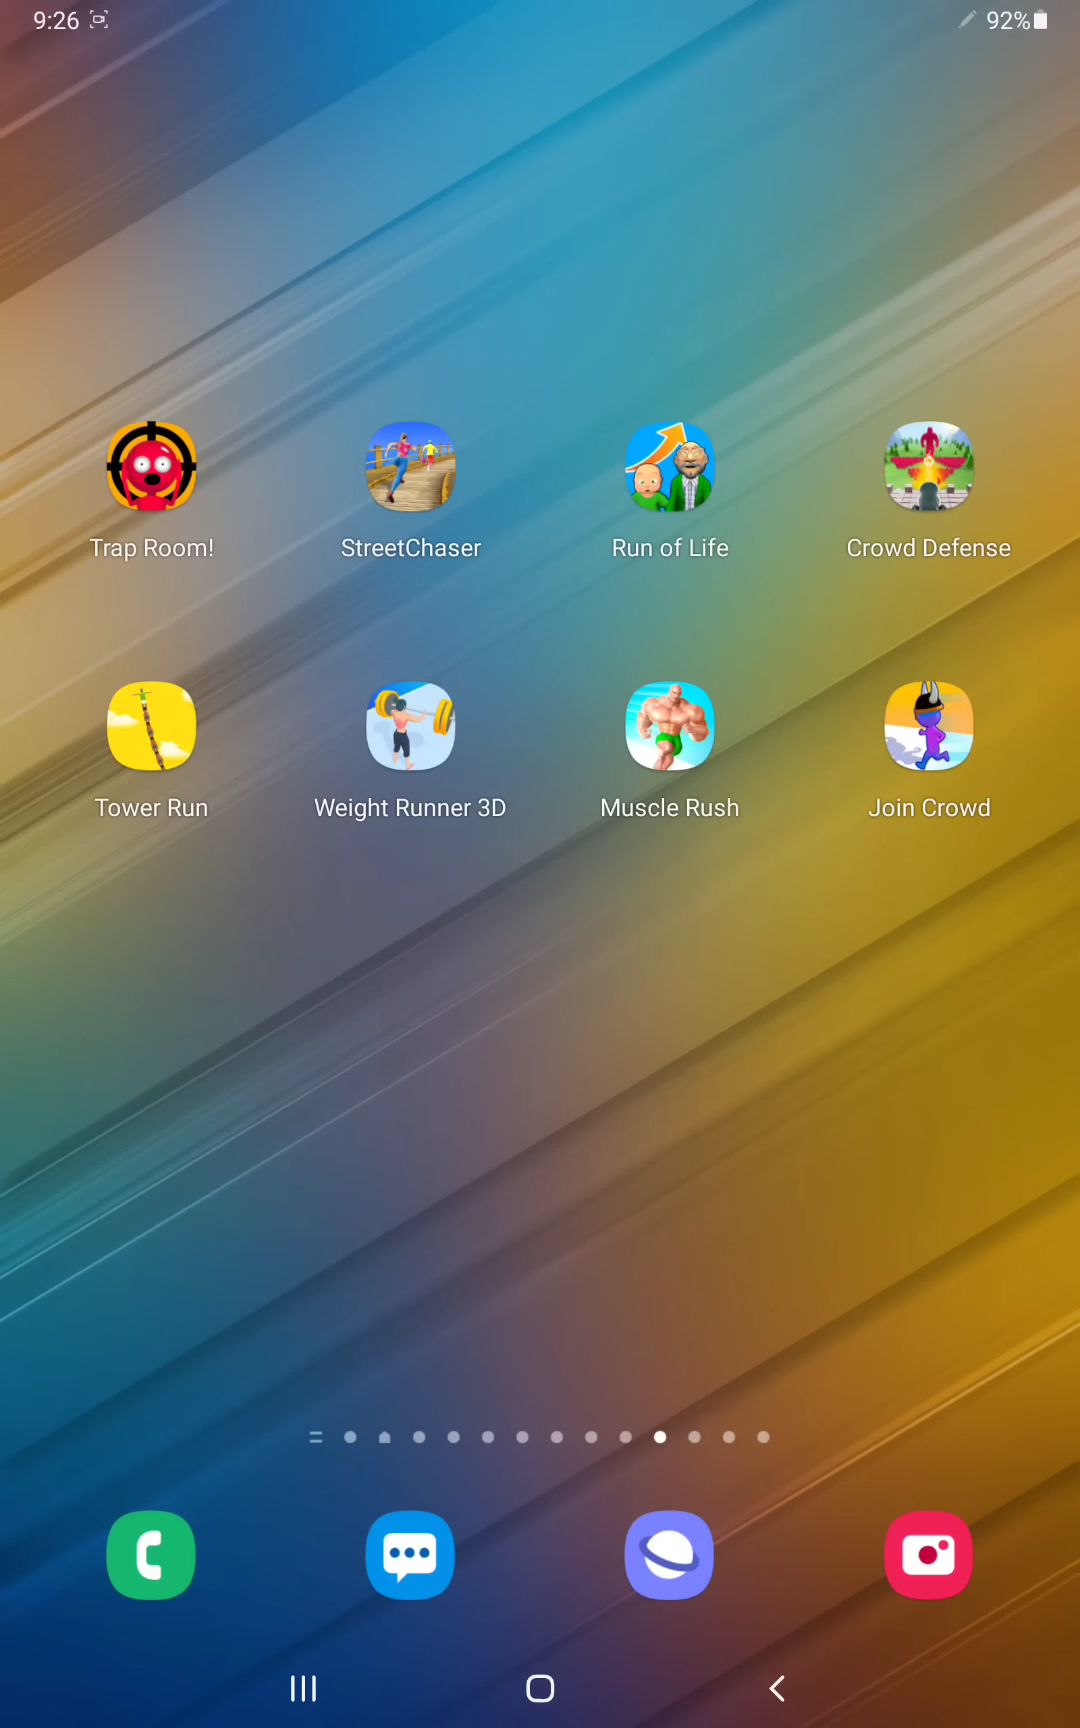 9:26 92%
Trap Room! StreetChaser Run of Life Crowd Defense
Tower Run Weight Runner 3D Muscle Rush Join Crowd